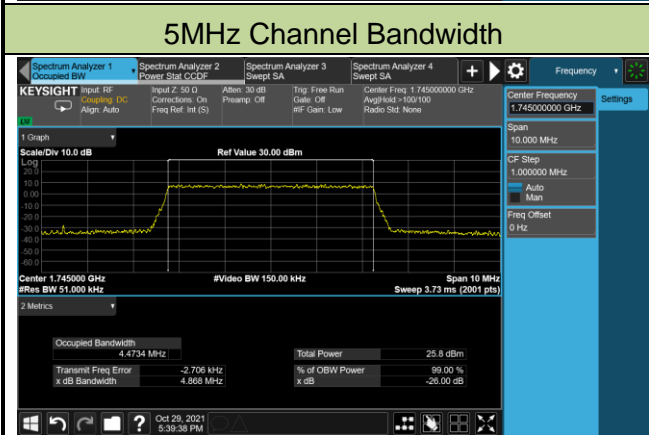 5MHz Channel Bandwidth
Spectrum Analyzer 1
Occupied BW
Spectrum Analyzer 2
Power Stat CCDF
Spectrum Analyzer 3
Swept SA
Spectrum Analyzer 4
Swept SA
+
Frequency
KEYSIGHT
Input: RF
Coupling: DC
Align: Auto
Input Z: 50 Ω
Corrections: On
Freq Ref: Int (S)
Atten: 30 dB
Preamp: Off
Trig: Free Run
Gate: Off
#IF Gain: Low
Center Freq: 1.745000000 GHz
Avg|Hold:>100/100
Radio Std: None
LW
Center Frequency
1.745000000 GHz
Settings
Span
10.000 MHz
CF Step
1.000000 MHz
Auto
Man
Freq Offset
0 Hz
1 Graph
Scale/Div 10.0 dB
Ref Value 30.00 dBm
Log
20.0
10.0
0.00
-10.0
-20.0
-30.0
-40.0
-50.0
-60.0
Center 1.745000 GHz
#Video BW 150.00 kHz
Span 10 MHz
#Res BW 51.000 kHz
Sweep 3.73 ms (2001 pts)
2 Metrics
Occupied Bandwidth
4.4734 MHz
Total Power
25.8 dBm
Transmit Freq Error
-2.706 kHz
% of OBW Power
99.00 %
x dB Bandwidth
4.868 MHz
x dB
-26.00 dB
?
Oct 29, 2021
5:39:38 PM